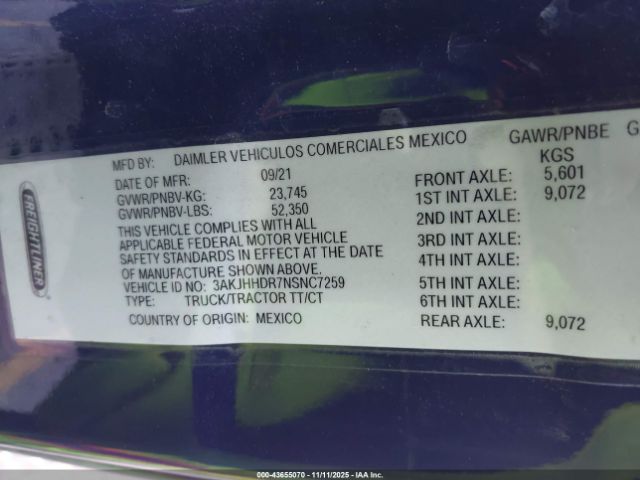 FREIGHTLINER
MFD BY: DAIMLER VEHICULOS COMERCIALES MEXICO
DATE OF MFR: 09/21
GVWR/PNBV-KG: 23,745
GVWR/PNBV-LBS: 52,350
THIS VEHICLE COMPLIES WITH ALL
APPLICABLE FEDERAL MOTOR VEHICLE
SAFETY STANDARDS IN EFFECT AT THE DATE
OF MANUFACTURE SHOWN ABOVE.
VEHICLE ID NO: 3AKJHHDR7NSNC7259
TYPE: TRUCK/TRACTOR TT/CT
COUNTRY OF ORIGIN: MEXICO
GAWR/PNBE G
KGS
FRONT AXLE: 5,601
1ST INT AXLE: 9,072
2ND INT AXLE:
3RD INT AXLE:
4TH INT AXLE:
5TH INT AXLE:
6TH INT AXLE:
REAR AXLE: 9,072
000-43655070 - 11/11/2025 - IAA Inc.